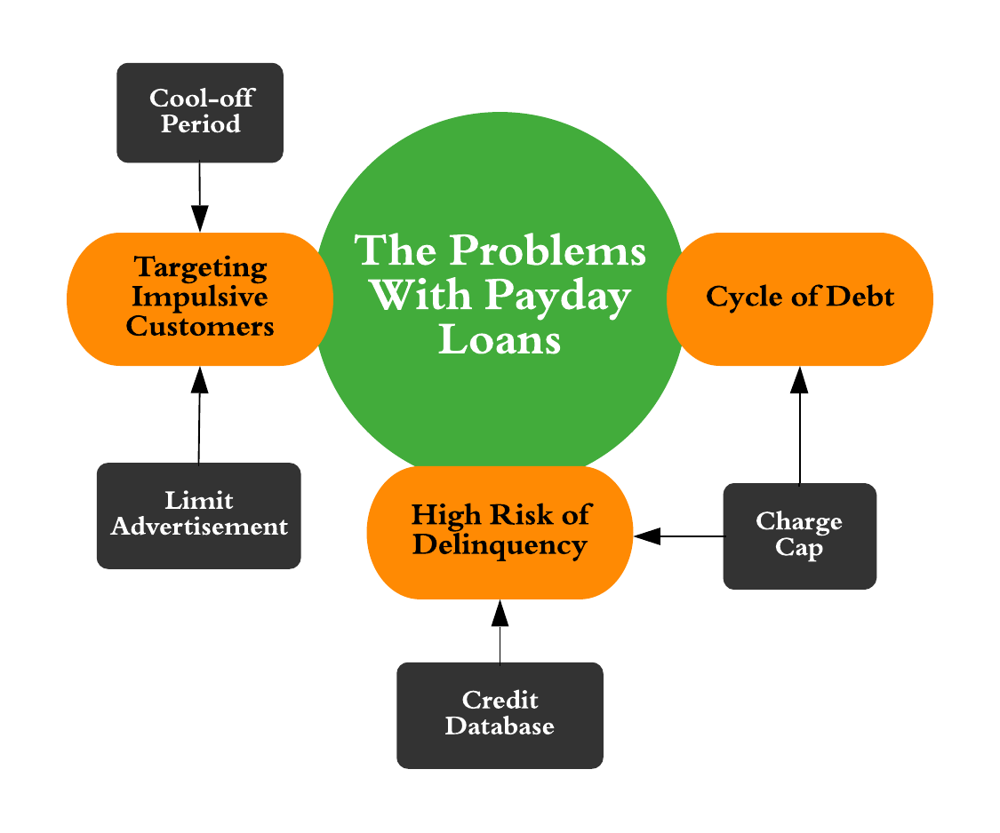 Cool-off
Period
The Problems
With Payday
Loans
Targeting
Impulsive
Customers
Cycle of Debt
Limit
Advertisement
High Risk of
Delinquency
Charge
Cap
Credit
Database